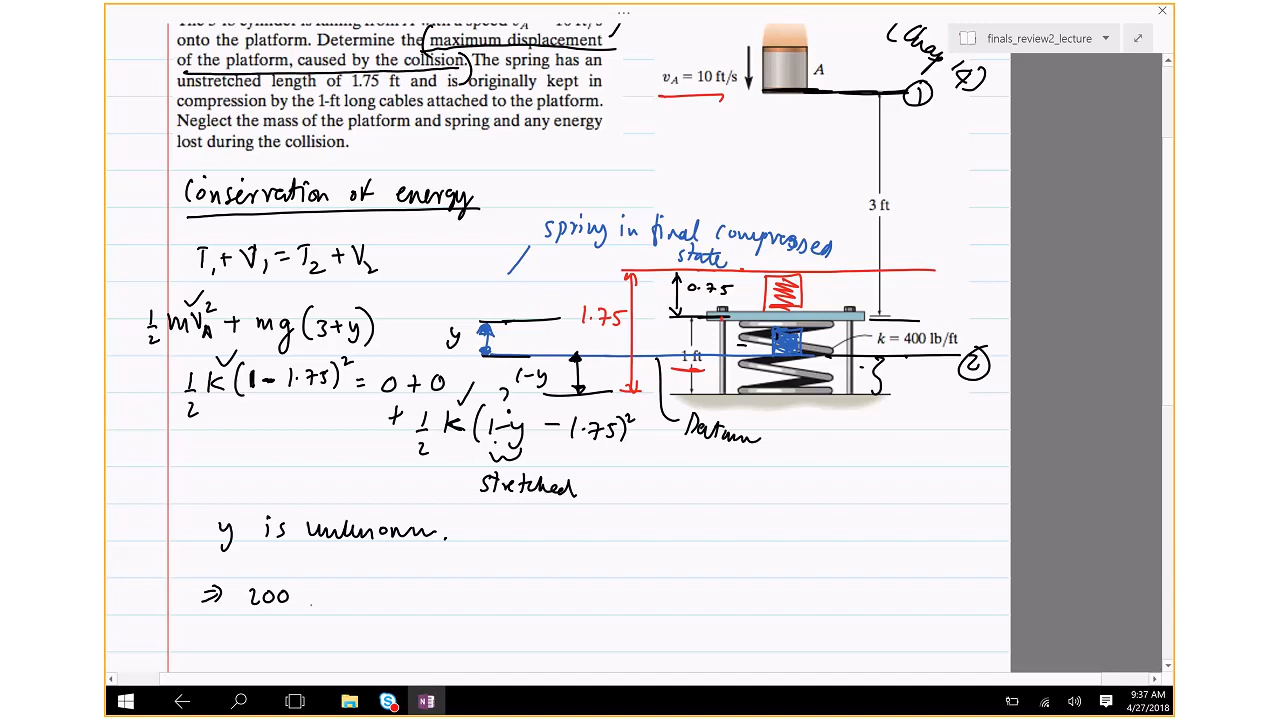 onto the platform. Determine the maximum displacement
of the platform, caused by the collision. The spring has an
unstretched length of 1.75 ft and is originally kept in
compression by the 1-ft long cables attached to the platform.
Neglect the mass of the platform and spring and any energy
lost during the collision.
Conservation of energy
T₁ + V₁ = T₂ + V₂
½ m V_A² + mg (3+y)
½ K (1 - 1.75)² = 0 + 0
+ ½ K (1-y - 1.75)²
stretched
y is unknown.
⇒ 200
spring in final compressed
state
y
1-y
1.75
0.75
1 ft
k = 400 lb/ft
3 ft
v_A = 10 ft/s
A
1
2
Datum
finals_review2_lecture
9:37 AM
4/27/2018